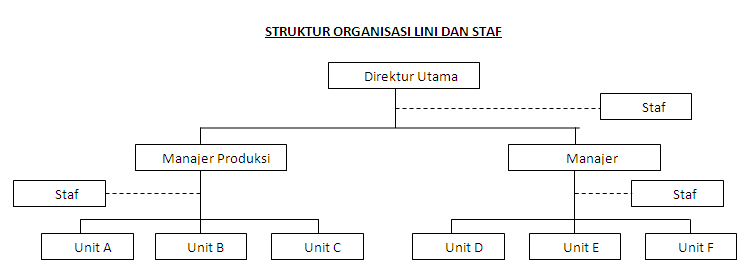 STRUKTUR ORGANISASI LINI DAN STAF
Direktur Utama
Staf
Manajer Produksi
Manajer
Staf
Staf
Unit A
Unit B
Unit C
Unit D
Unit E
Unit F